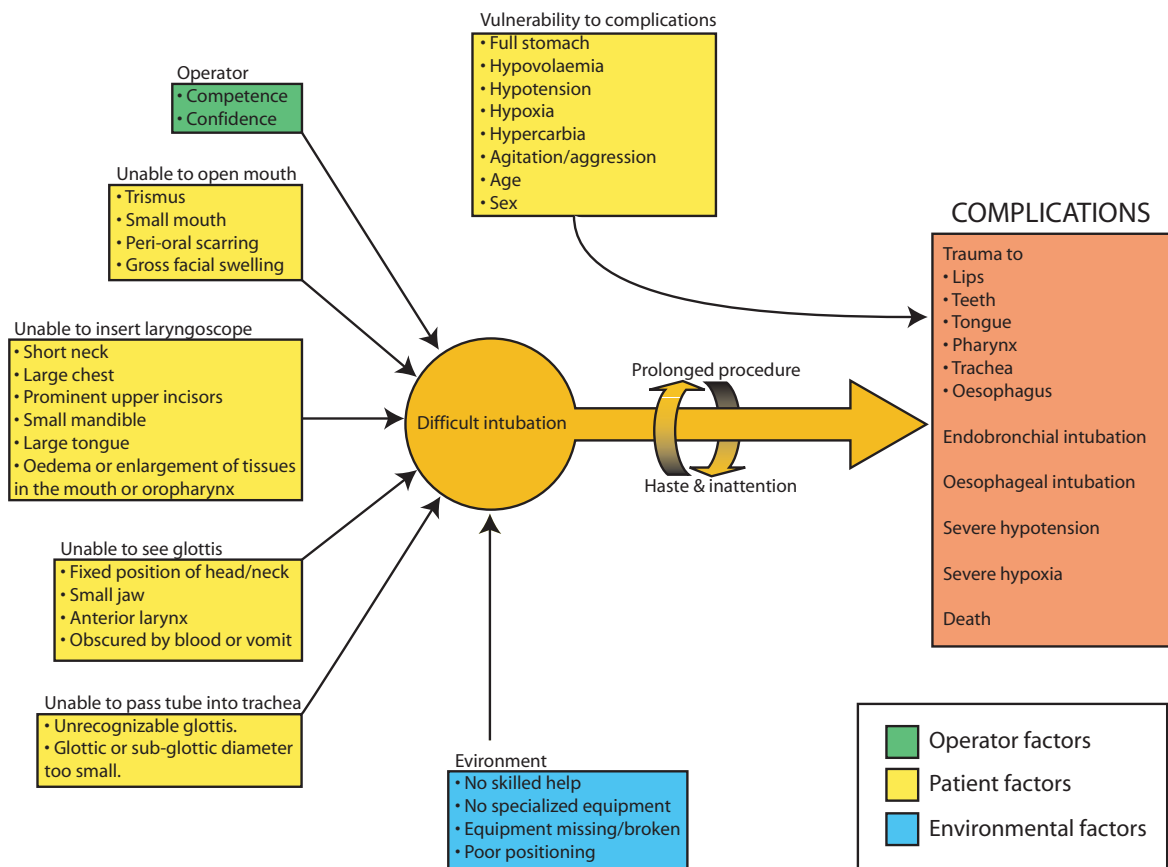 Vulnerability to complications
• Full stomach
• Hypovolaemia
• Hypotension
• Hypoxia
• Hypercarbia
• Agitation/aggression
• Age
• Sex
Operator
• Competence
• Confidence
Unable to open mouth
• Trismus
• Small mouth
• Peri-oral scarring
• Gross facial swelling
Unable to insert laryngoscope
• Short neck
• Large chest
• Prominent upper incisors
• Small mandible
• Large tongue
• Oedema or enlargement of tissues
in the mouth or oropharynx
Unable to see glottis
• Fixed position of head/neck
• Small jaw
• Anterior larynx
• Obscured by blood or vomit
Unable to pass tube into trachea
• Unrecognizable glottis.
• Glottic or sub-glottic diameter
too small.
Evironment
• No skilled help
• No specialized equipment
• Equipment missing/broken
• Poor positioning
Difficult intubation
Prolonged procedure
Haste & inattention
COMPLICATIONS
Trauma to
• Lips
• Teeth
• Tongue
• Pharynx
• Trachea
• Oesophagus
Endobronchial intubation
Oesophageal intubation
Severe hypotension
Severe hypoxia
Death
Operator factors
Patient factors
Environmental factors